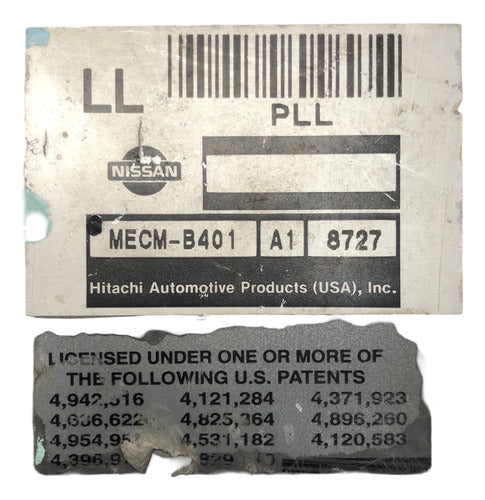 LL
PLL
NISSAN
MECM-B401 A1 8727
Hitachi Automotive Products (USA), Inc.
LICENSED UNDER ONE OR MORE OF
THE FOLLOWING U.S. PATENTS
4,121,284 4,371,923
4,825,364 4,896,260
4,531,182 4,120,583